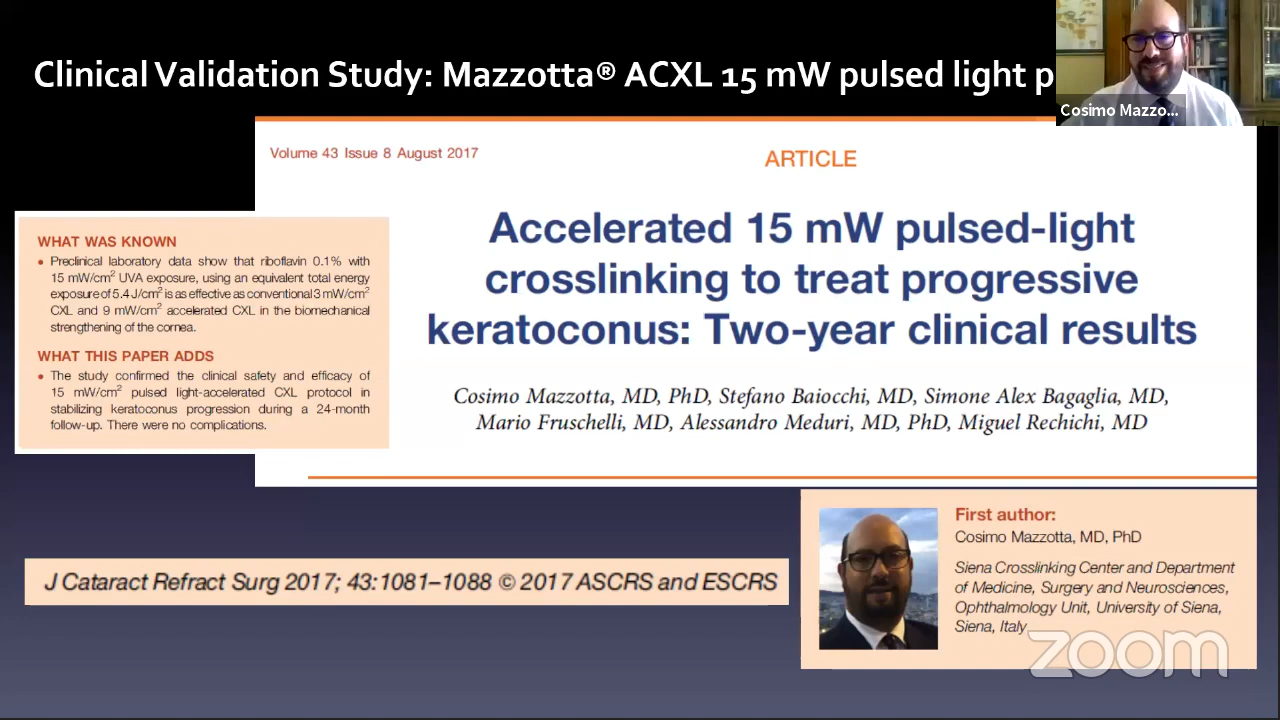 Clinical Validation Study: Mazzotta® ACXL 15 mW pulsed light p
Cosimo Mazzo...
Volume 43 Issue 8 August 2017
ARTICLE
Accelerated 15 mW pulsed-light
crosslinking to treat progressive
keratoconus: Two-year clinical results
Cosimo Mazzotta, MD, PhD, Stefano Baiocchi, MD, Simone Alex Bagaglia, MD,
Mario Fruschelli, MD, Alessandro Meduri, MD, PhD, Miguel Rechichi, MD
WHAT WAS KNOWN
• Preclinical laboratory data show that riboflavin 0.1% with
15 mW/cm² UVA exposure, using an equivalent total energy
exposure of 5.4 J/cm² is as effective as conventional 3 mW/cm²
CXL and 9 mW/cm² accelerated CXL in the biomechanical
strengthening of the cornea.
WHAT THIS PAPER ADDS
• The study confirmed the clinical safety and efficacy of
15 mW/cm² pulsed light-accelerated CXL protocol in
stabilizing keratoconus progression during a 24-month
follow-up. There were no complications.
J Cataract Refract Surg 2017; 43:1081–1088 © 2017 ASCRS and ESCRS
First author:
Cosimo Mazzotta, MD, PhD
Siena Crosslinking Center and Department
of Medicine, Surgery and Neurosciences,
Ophthalmology Unit, University of Siena,
Siena, Italy
zoom